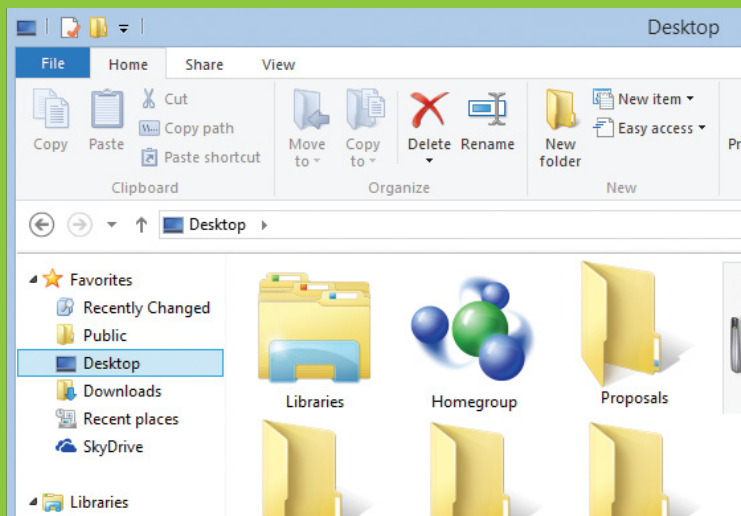 Desktop
File Home Share View
Copy
Paste
Cut
Copy path
Paste shortcut
Clipboard
Move to
Copy to
Delete
Rename
Organize
New folder
New item
Easy access
New
Pr
Desktop
Favorites
Recently Changed
Public
Desktop
Downloads
Recent places
SkyDrive
Libraries
Libraries
Homegroup
Proposals